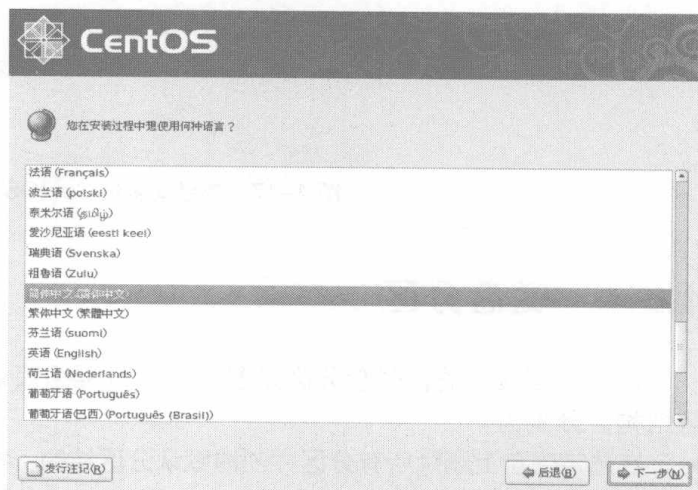 CentOS
您在安装过程中想使用何种语言？
法语 (Français)
波兰语 (polski)
泰米尔语 (தமிழ்)
爱沙尼亚语 (eesti keel)
瑞典语 (Svenska)
祖鲁语 (Zulu)
简体中文(简体中文)
繁体中文 (繁體中文)
芬兰语 (suomi)
英语 (English)
荷兰语 (Nederlands)
葡萄牙语 (Português)
葡萄牙语(巴西) (Português (Brasil))
发行注记(R)
后退(B)
下一步(N)